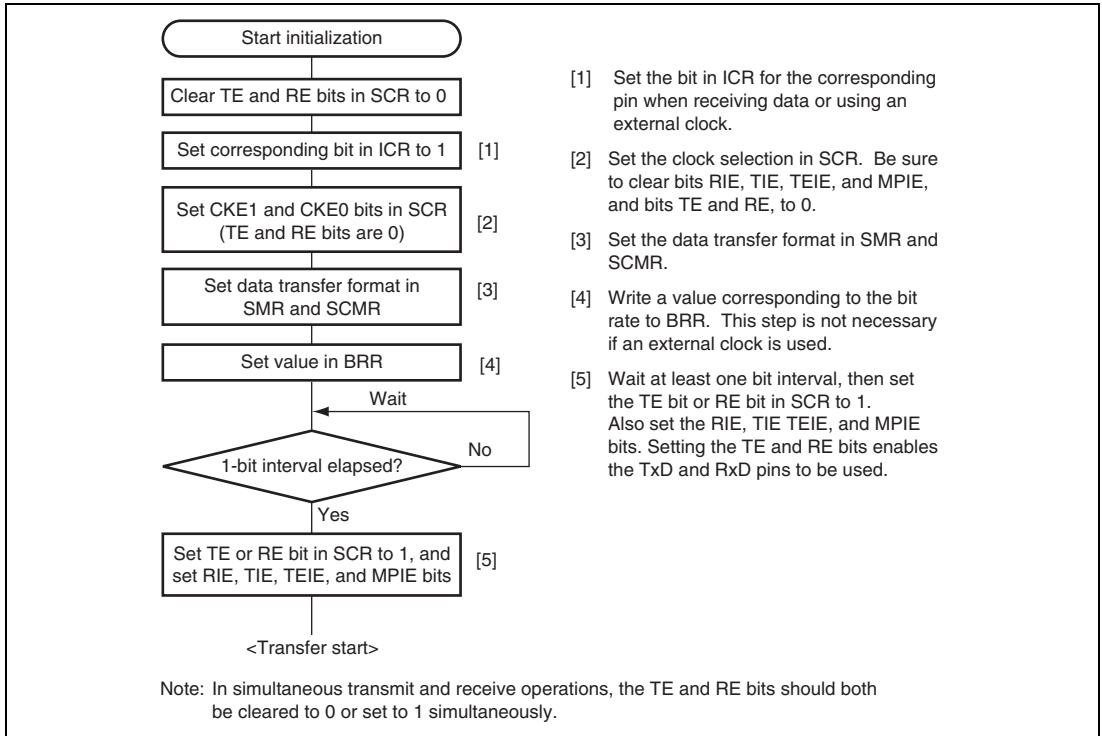 Start initialization
Clear TE and RE bits in SCR to 0
Set corresponding bit in ICR to 1
[1]
Set CKE1 and CKE0 bits in SCR
(TE and RE bits are 0)
[2]
Set data transfer format in
SMR and SCMR
[3]
Set value in BRR
[4]
Wait
1-bit interval elapsed?
No
Yes
Set TE or RE bit in SCR to 1, and
set RIE, TIE, TEIE, and MPIE bits
[5]
<Transfer start>
[1] Set the bit in ICR for the corresponding
pin when receiving data or using an
external clock.
[2] Set the clock selection in SCR. Be sure
to clear bits RIE, TIE, TEIE, and MPIE,
and bits TE and RE, to 0.
[3] Set the data transfer format in SMR and
SCMR.
[4] Write a value corresponding to the bit
rate to BRR. This step is not necessary
if an external clock is used.
[5] Wait at least one bit interval, then set
the TE bit or RE bit in SCR to 1.
Also set the RIE, TIE TEIE, and MPIE
bits. Setting the TE and RE bits enables
the TxD and RxD pins to be used.
Note: In simultaneous transmit and receive operations, the TE and RE bits should both
be cleared to 0 or set to 1 simultaneously.